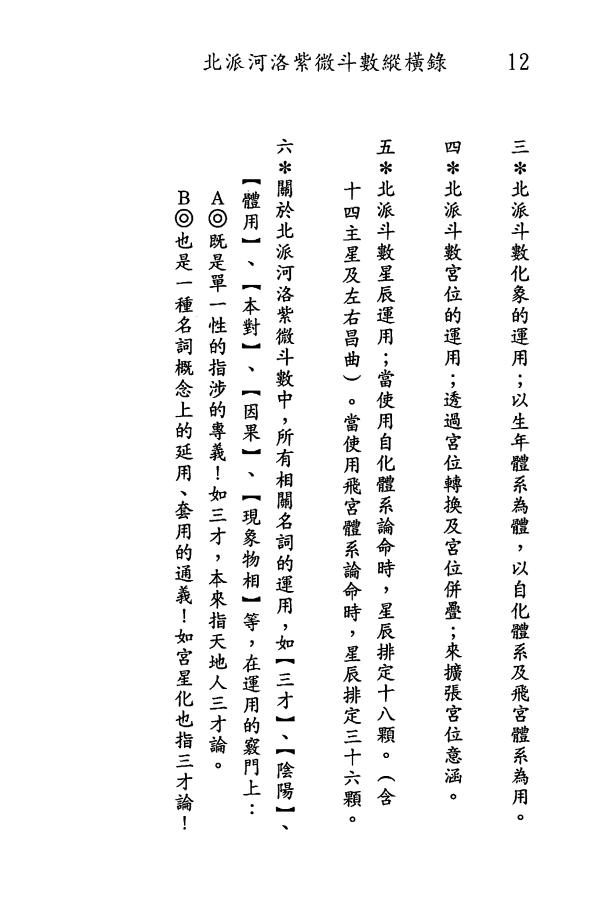 北派河洛紫微斗數縱橫錄 12
三＊北派斗數化象的運用；以生年體系為體，以自化體系及飛宮體系為用。
四＊北派斗數宮位的運用；透過宮位轉換及宮位併疊；來擴張宮位意涵。
五＊北派斗數星辰運用；當使用自化體系論命時，星辰排定十八顆。（含
十四主星及左右昌曲）。當使用飛宮體系論命時，星辰排定三十六顆。
六＊關於北派河洛紫微斗數中，所有相關名詞的運用，如【三才】、【陰陽】、
【體用】、【本對】、【因果】、【現象物相】等，在運用的竅門上：
A◎既是單一性的指涉的專義！如三才，本來指天地人三才論。
B◎也是一種名詞概念上的延用、套用的通義！如宮星化也指三才論！